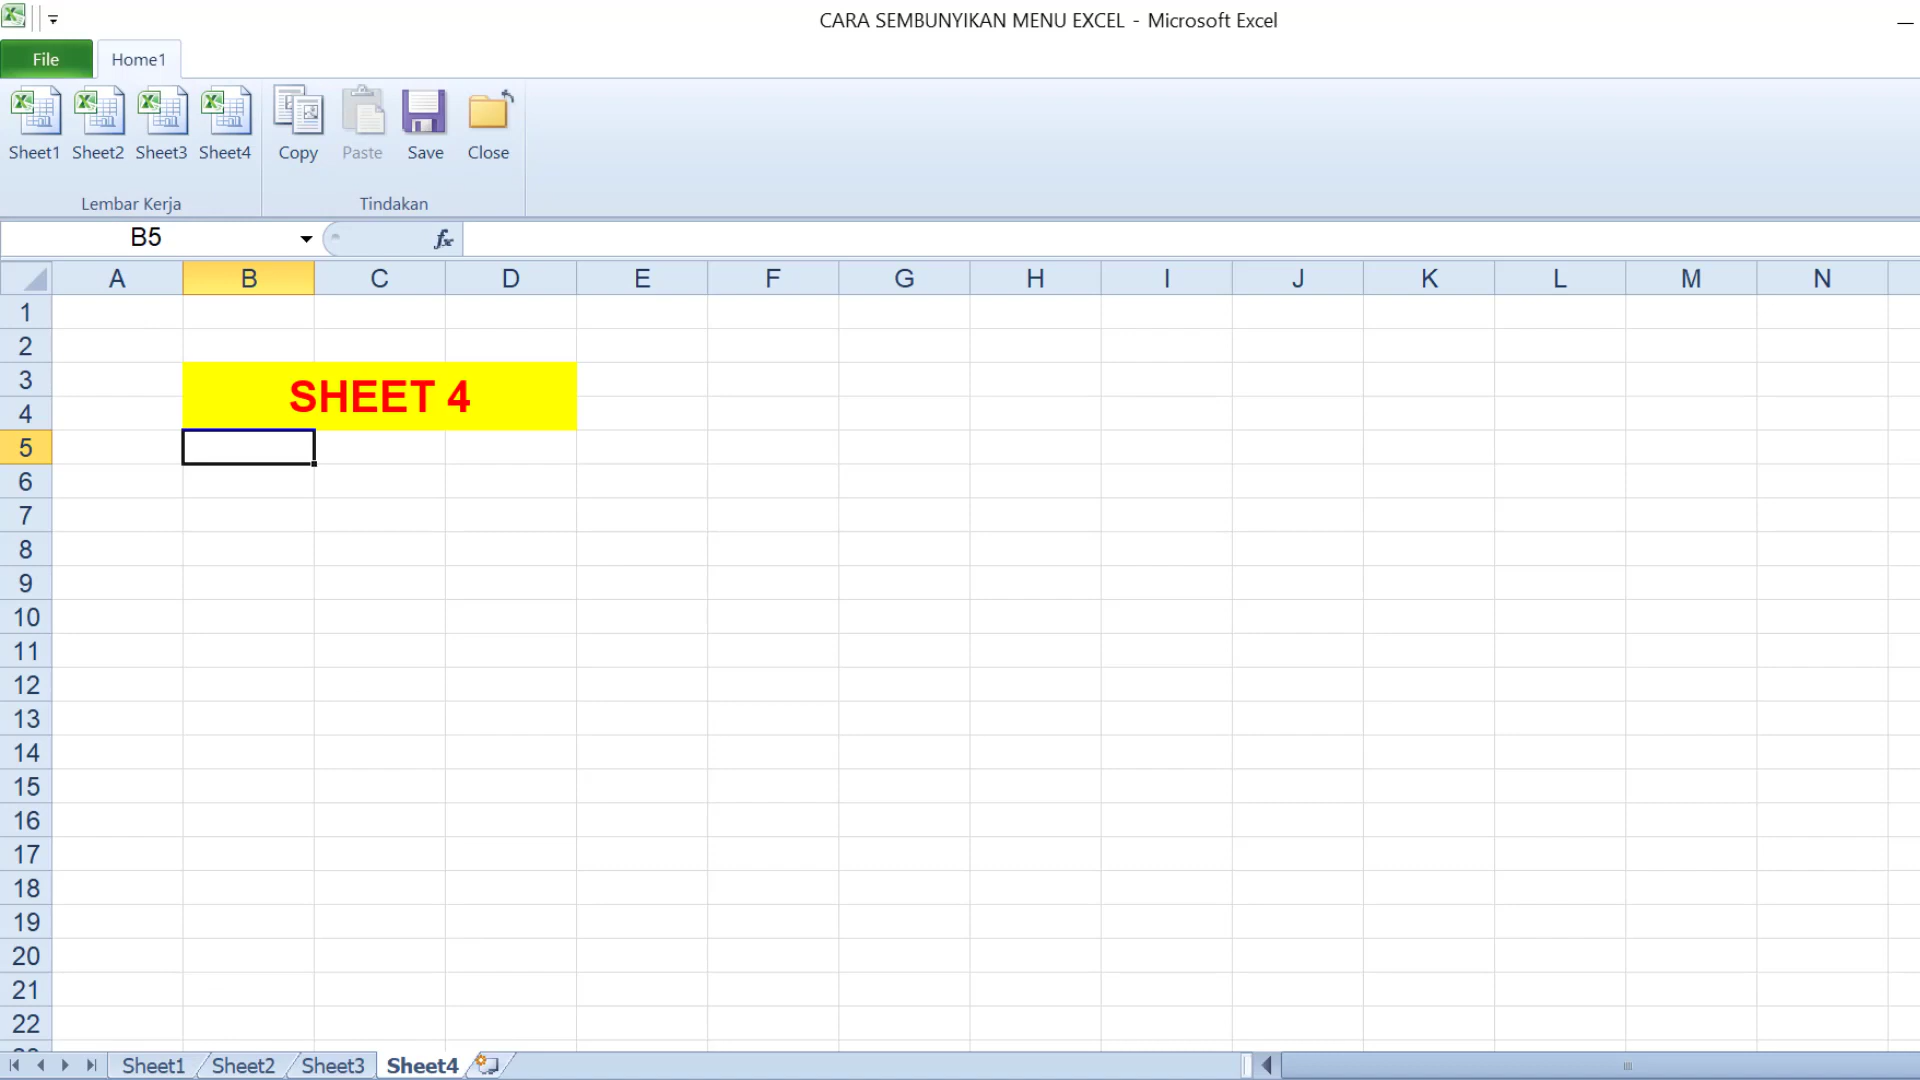 CARA SEMBUNYIKAN MENU EXCEL - Microsoft Excel
File Home1
Sheet1 Sheet2 Sheet3 Sheet4 Copy Paste Save Close
Lembar Kerja Tindakan
B5 fx
A B C D E F G H I J K L M N
1
2
3
SHEET 4
4
5
6
7
8
9
10
11
12
13
14
15
16
17
18
19
20
21
22
Sheet1 Sheet2 Sheet3 Sheet4